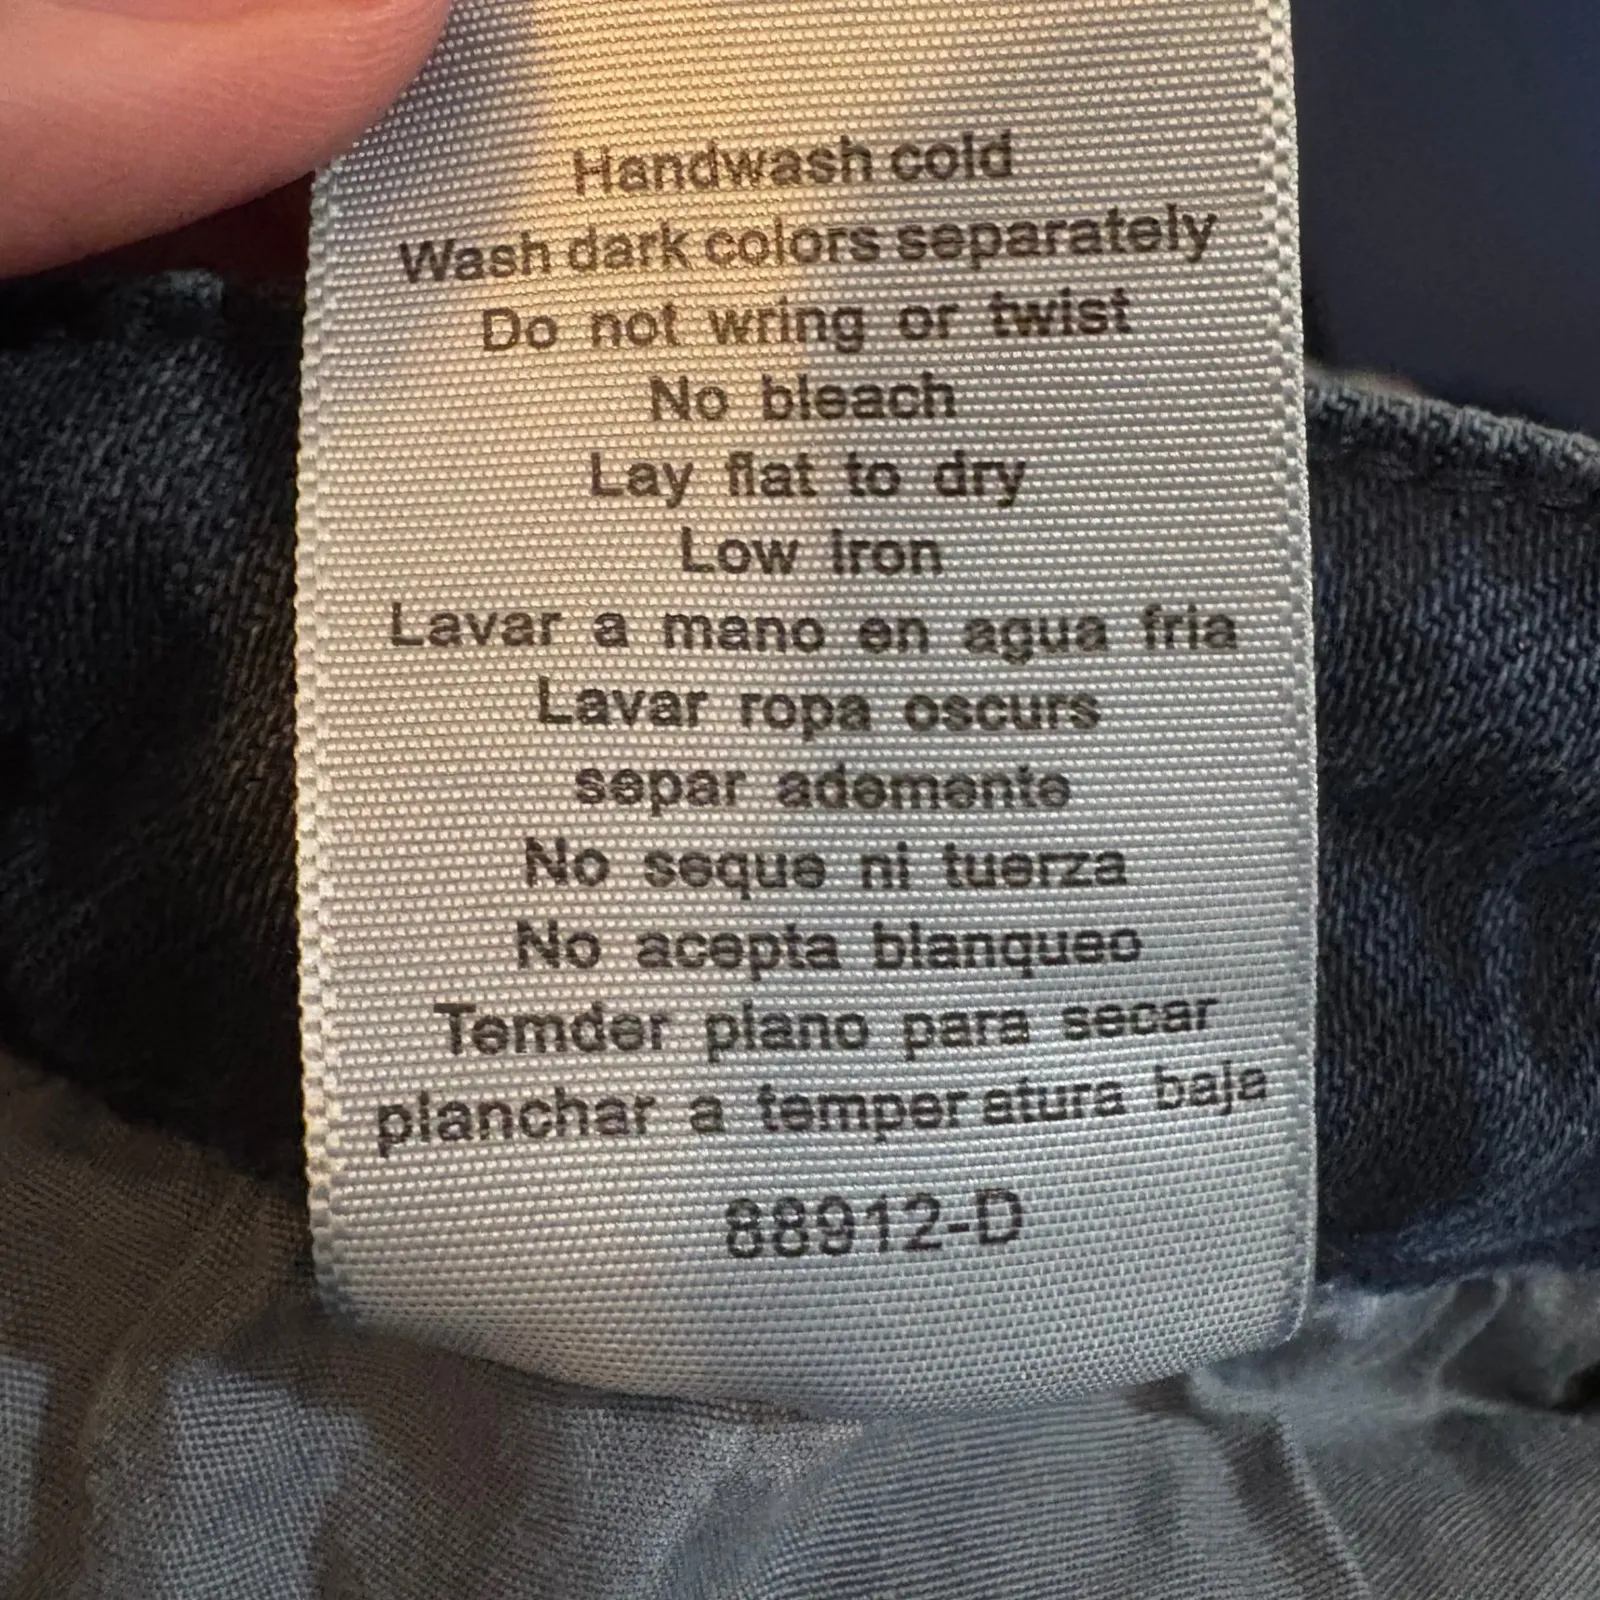 Handwash cold
Wash dark colors separately
Do not wring or twist
No bleach
Lay flat to dry
Low Iron
Lavar a mano en agua fria
Lavar ropa oscurs
separ ademente
No seque ni tuerza
No acepta blanqueo
Temder plano para secar
planchar a temper atura baja
88912-D